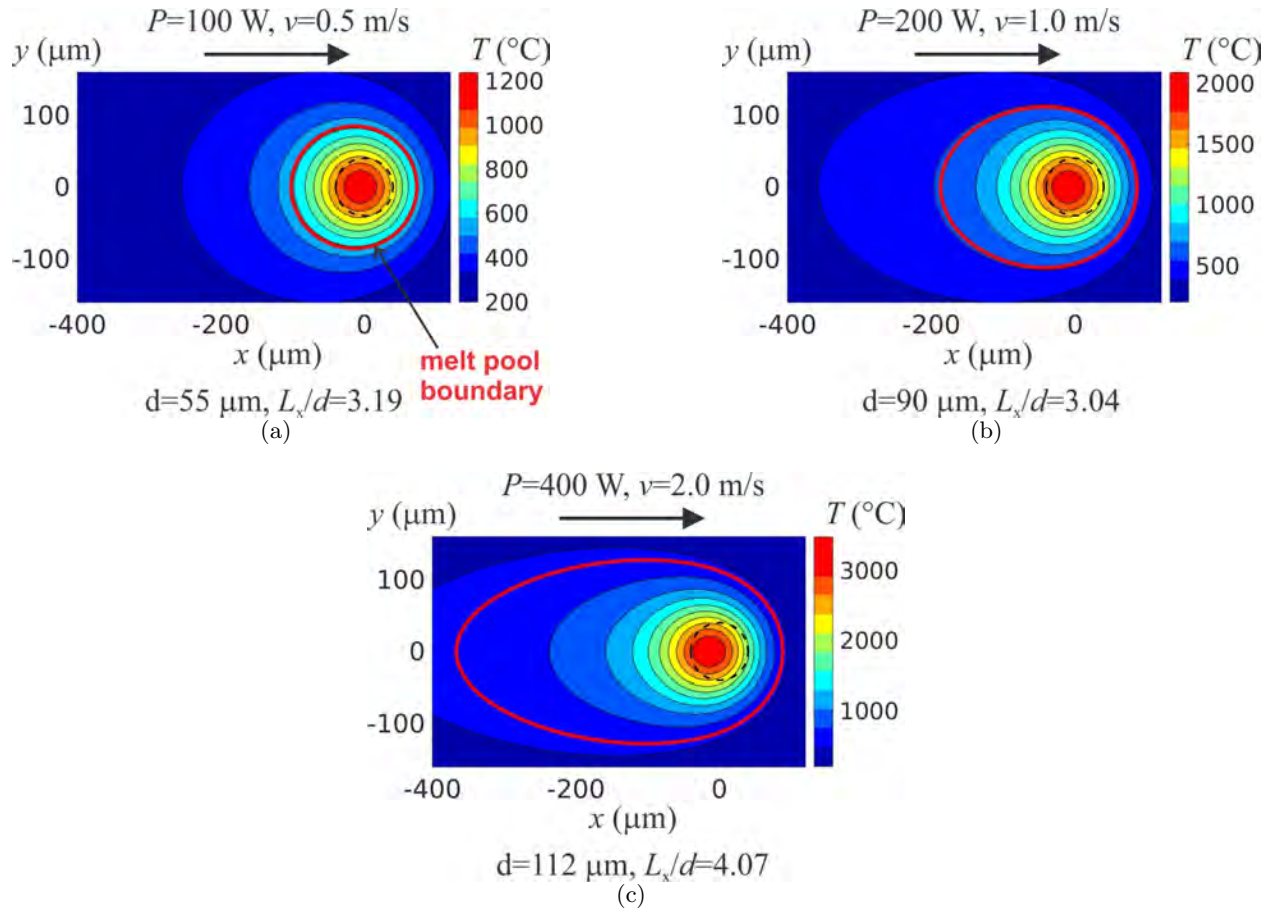 P=100 W, v=0.5 m/s
y (μm)
T (°C)
100
0
-100
1200
1000
800
600
400
200
-400
-200
0
x (μm)
melt pool
boundary
d=55 μm, Lₓ/d=3.19
(a)
P=200 W, v=1.0 m/s
y (μm)
T (°C)
100
0
-100
2000
1500
1000
500
-400
-200
0
x (μm)
d=90 μm, Lₓ/d=3.04
(b)
P=400 W, v=2.0 m/s
y (μm)
T (°C)
100
0
-100
3000
2000
1000
-400
-200
0
x (μm)
d=112 μm, Lₓ/d=4.07
(c)